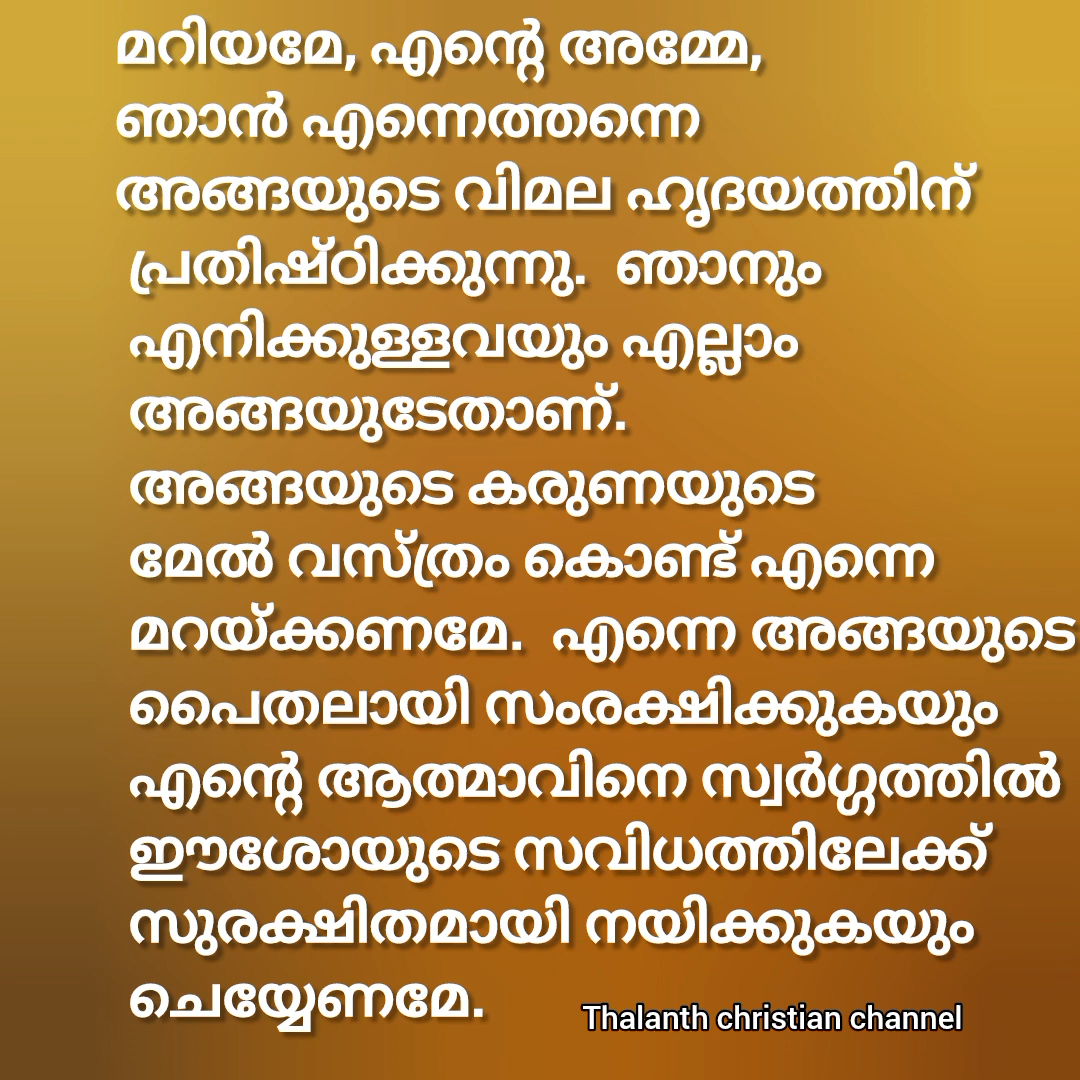 മറിയമേ, എന്റെ അമ്മേ,
ഞാൻ എന്നെത്തന്നെ
അങ്ങയുടെ വിമല ഹൃദയത്തിന്
പ്രതിഷ്ഠിക്കുന്നു. ഞാനും
എനിക്കുള്ളവയും എല്ലാം
അങ്ങയുടേതാണ്.
അങ്ങയുടെ കരുണയുടെ
മേൽ വസ്ത്രം കൊണ്ട് എന്നെ
മറയ്ക്കണമേ. എന്നെ അങ്ങയുടെ
പൈതലായി സംരക്ഷിക്കുകയും
എന്റെ ആത്മാവിനെ സ്വർഗ്ഗത്തിൽ
ഈശോയുടെ സവിധത്തിലേക്ക്
സുരക്ഷിതമായി നയിക്കുകയും
ചെയ്യേണമേ.
Thalanth christian channel